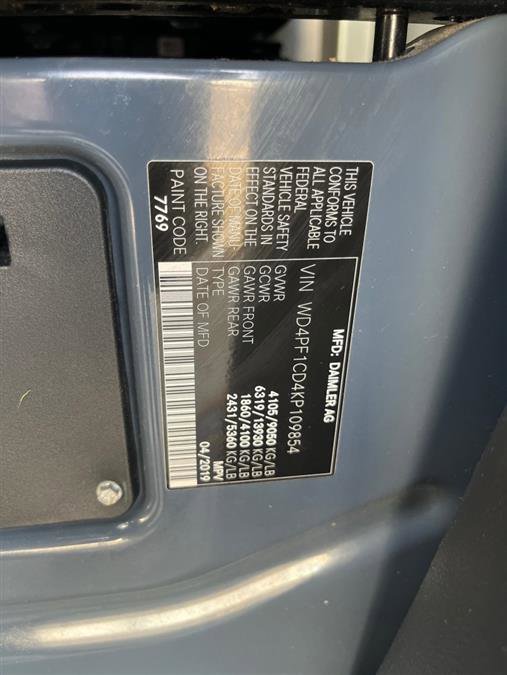 MFD: DAIMLER AG
VIN WD4PF1CD4KP109854
THIS VEHICLE
CONFORMS TO
ALL APPLICABLE
FEDERAL
VEHICLE SAFETY
STANDARDS IN
EFFECT ON THE
DATE OF MANU-
FACTURE SHOWN
ON THE RIGHT.
PAINT CODE
7769
GVWR 4105/9050 KG/LB
GCWR 6319/13930 KG/LB
GAWR FRONT 1860/4100 KG/LB
GAWR REAR 2431/5360 KG/LB
TYPE MPV
DATE OF MFD 04/2019